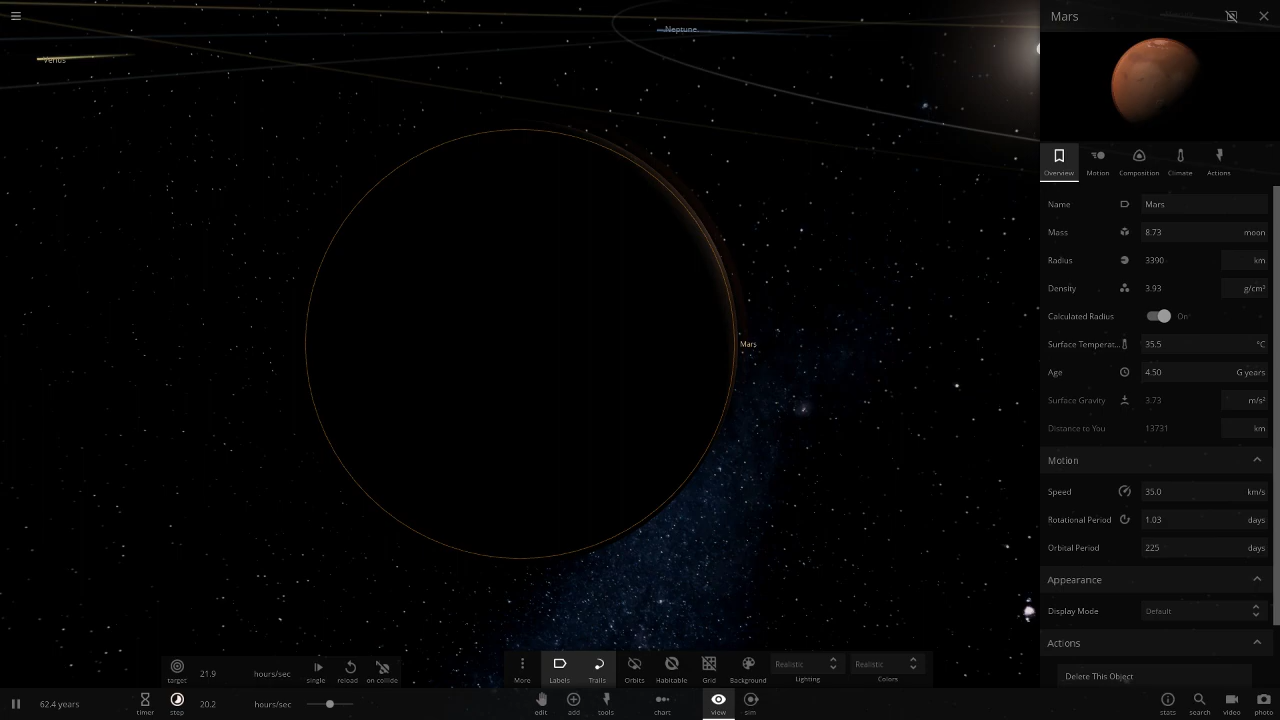 Neptune
Venus
Mars
Mars
Overview
Motion
Composition
Climate
Actions
Name Mars
Mass 8.73 moon
Radius 3390 km
Density 3.93 g/cm³
Calculated Radius On
Surface Temperat... 35.5 °C
Age 4.50 G years
Surface Gravity 3.73 m/s²
Distance to You 13731 km
Motion
Speed 35.0 km/s
Rotational Period 1.03 days
Orbital Period 225 days
Appearance
Display Mode Default
Actions
Delete This Object
target 21.9 hours/sec single reload on collide
More Labels Trails Orbits Habitable Grid Background
Realistic Lighting
Realistic Colors
62.4 years
timer step 20.2 hours/sec
edit add tools chart view sim
stats search video photo